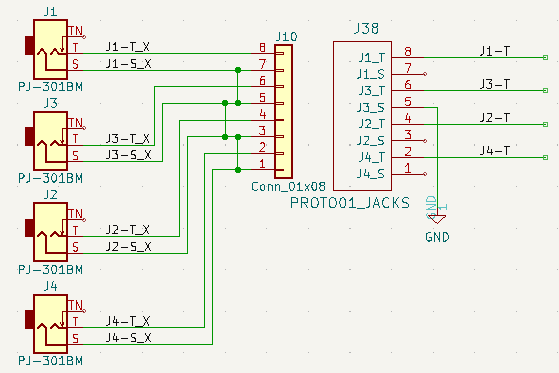 J1
TN
T J1-T_X
S J1-S_X
PJ-301BM
J3
TN
T J3-T_X
S J3-S_X
PJ-301BM
J2
TN
T J2-T_X
S J2-S_X
PJ-301BM
J4
TN
T J4-T_X
S J4-S_X
PJ-301BM
J10
8
7
6
5
4
3
2
1
Conn_01x08
J38
J1_T 8 J1-T
J1_S 7
J3_T 6 J3-T
J3_S 5
J2_T 4 J2-T
J2_S 3
J4_T 2 J4-T
J4_S 1
PROTO01_JACKS
GND
1
GND